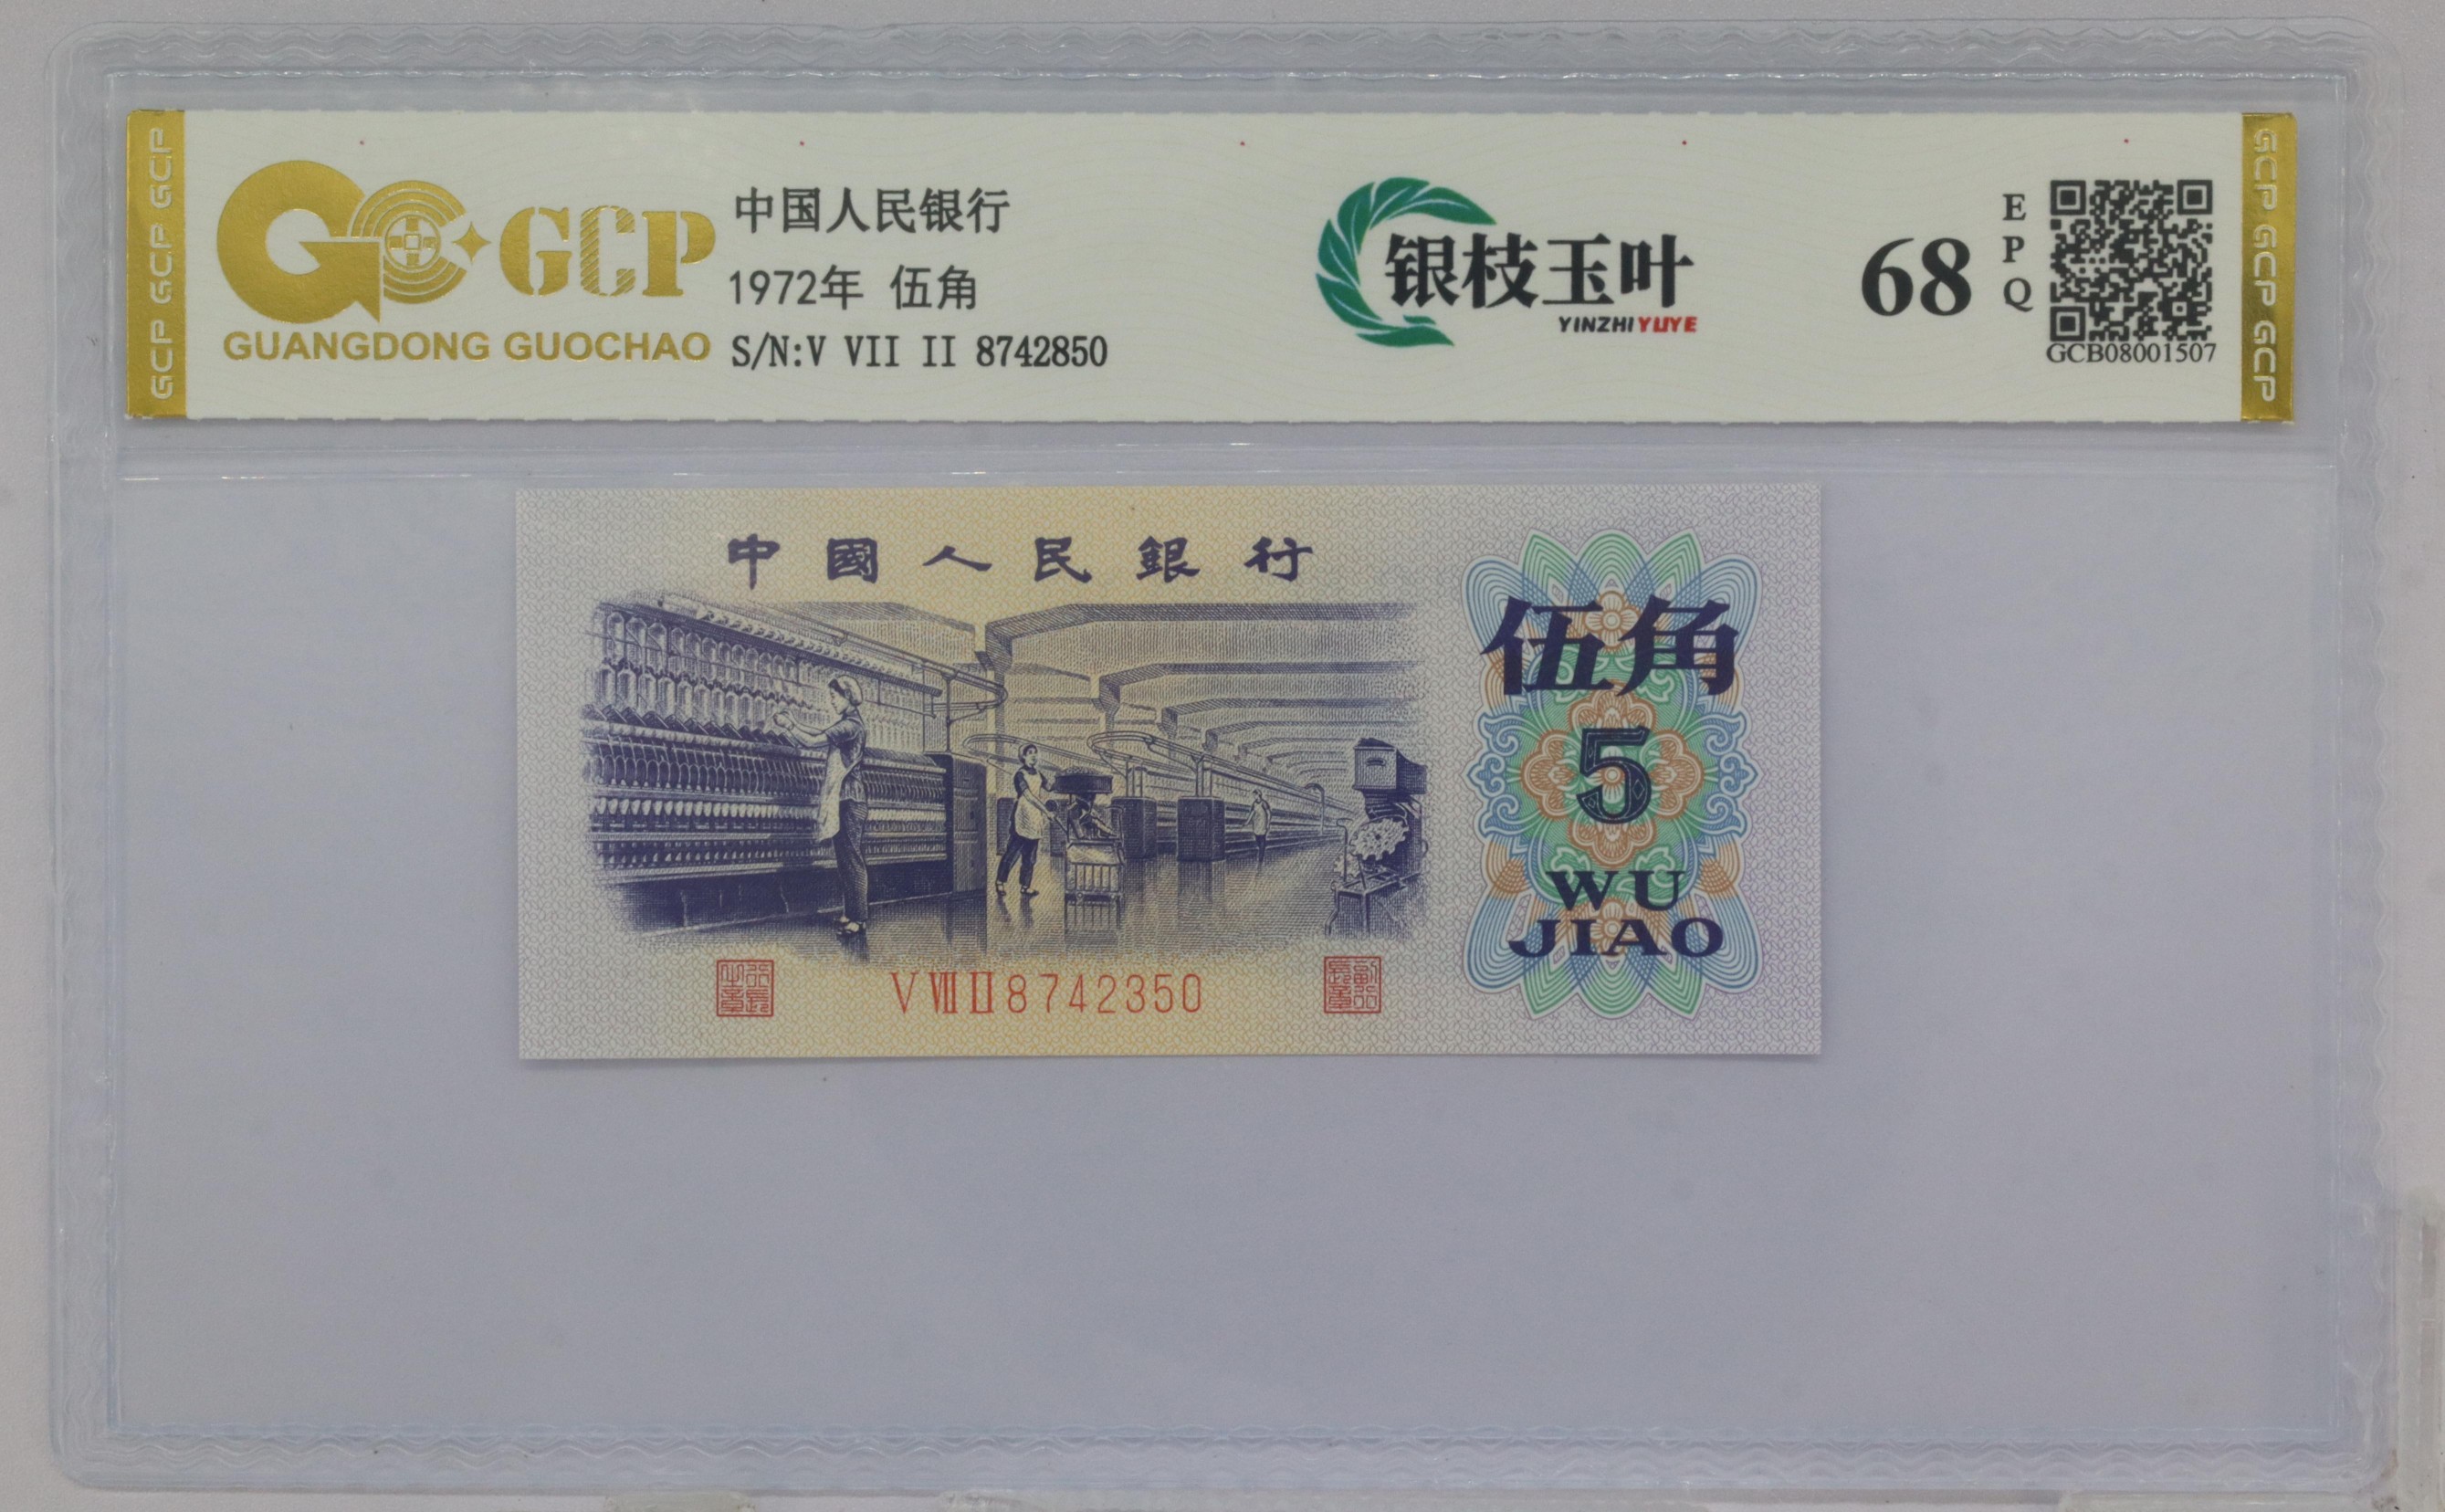 GCP GCP GCP
GCP
GUANGDONG GUOCHAO
中国人民银行
1972年 伍角
S/N:V VII II 8742850
银枝玉叶
YINZHIYUYE
68
EPQ
GCB08001507
GCP GCP GCP
中國人民銀行
伍角
5
WU
JIAO
V VII II 8742350